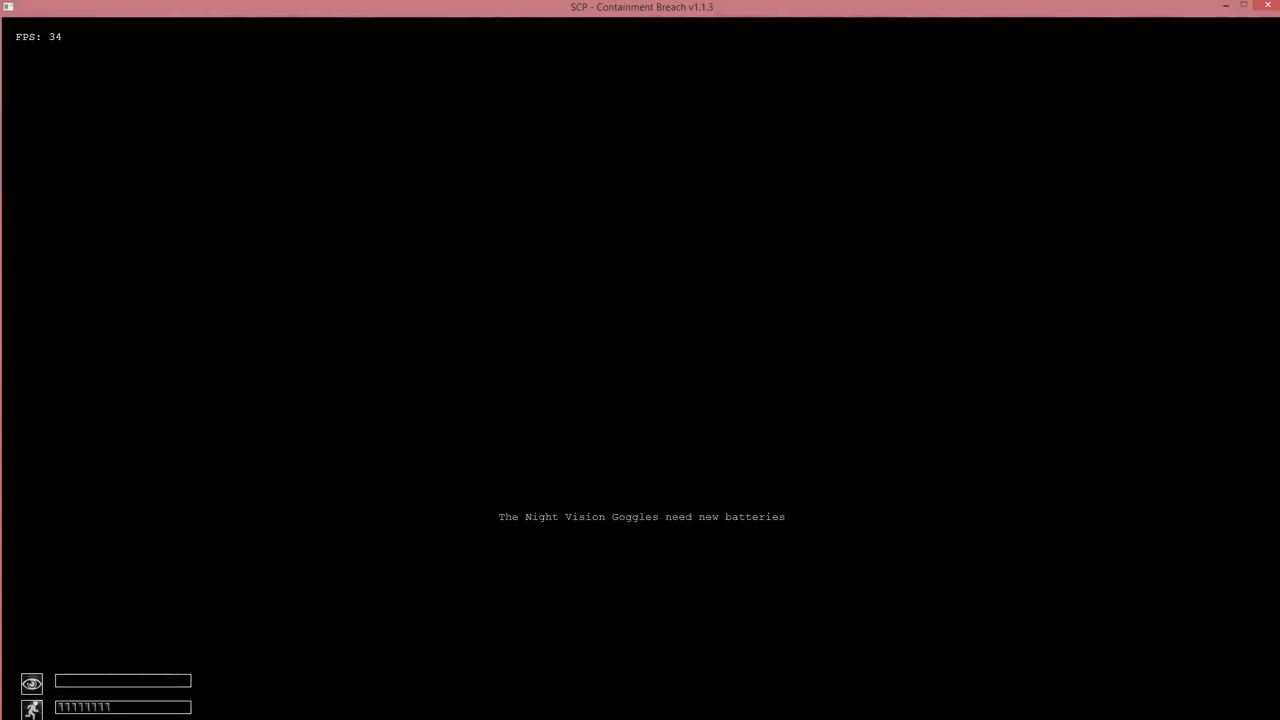 SCP - Containment Breach v1.1.3
FPS: 34
The Night Vision Goggles need new batteries